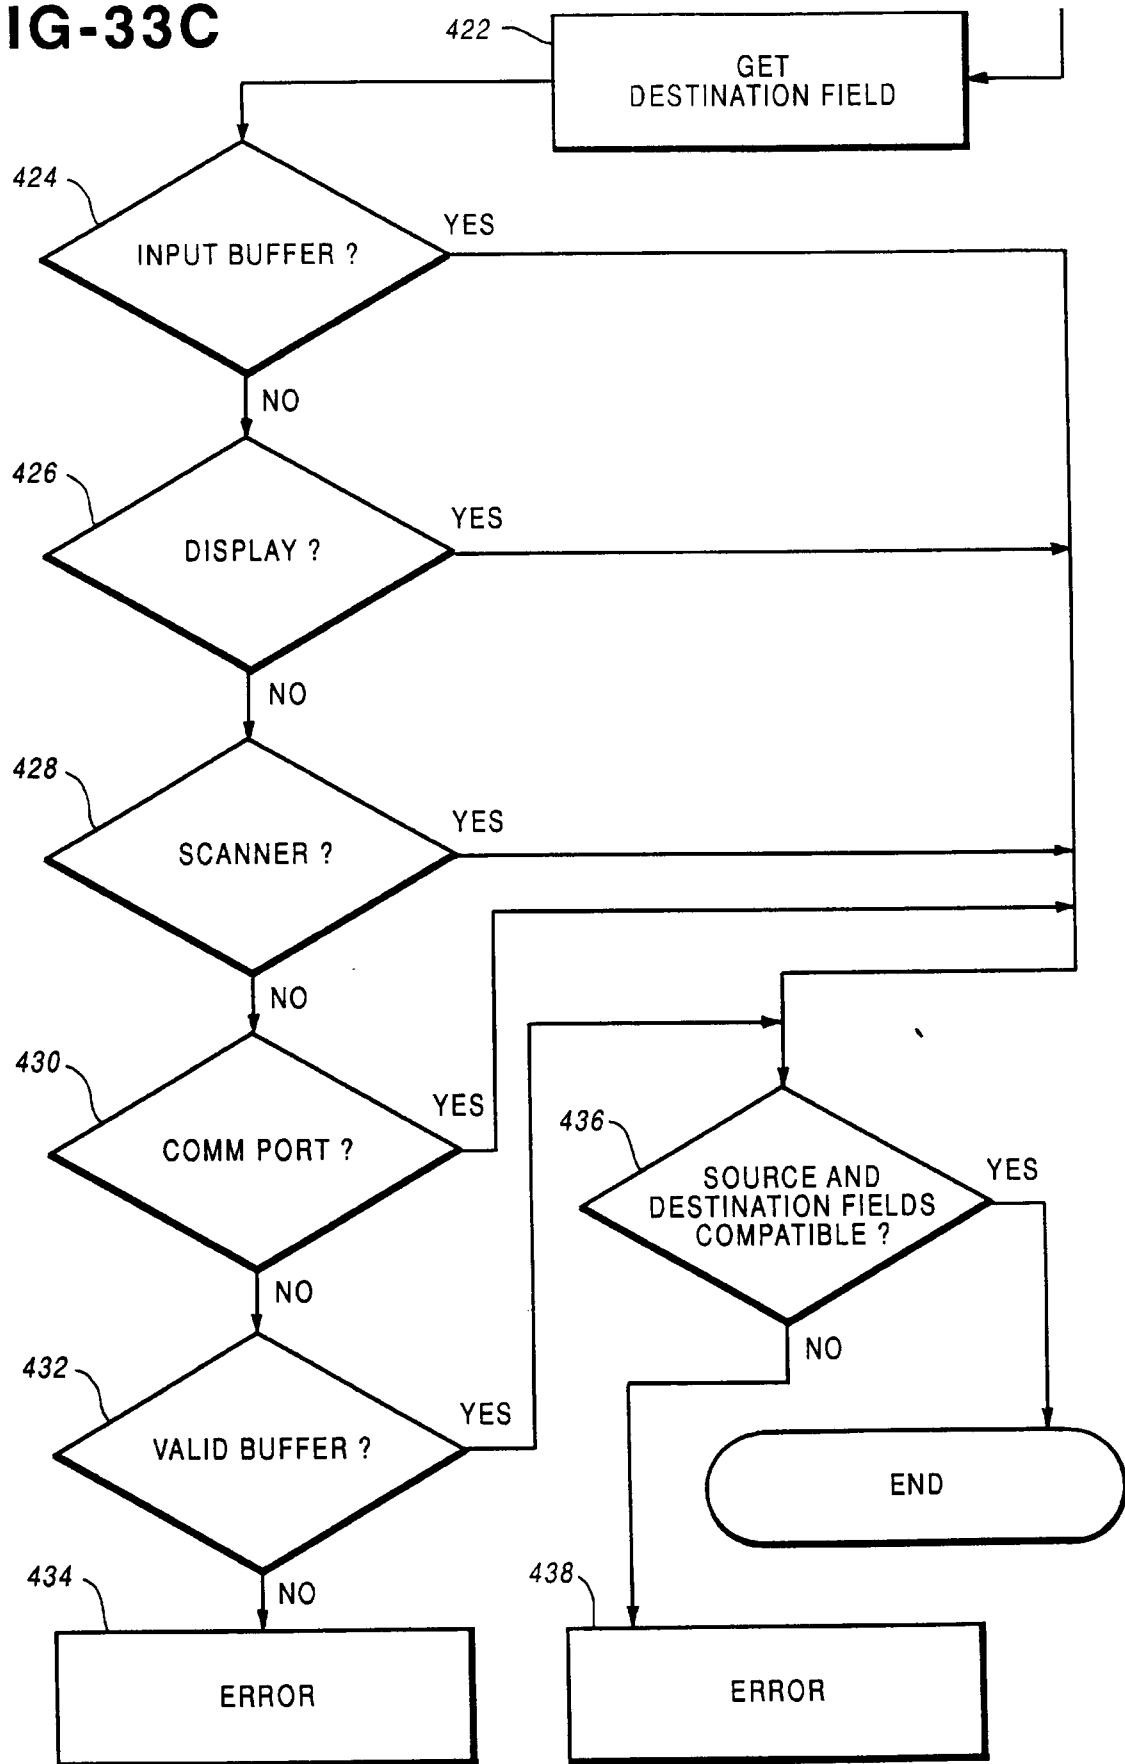 IG-33C
422
GET
DESTINATION FIELD
424
INPUT BUFFER ?
YES
NO
426
DISPLAY ?
YES
NO
428
SCANNER ?
YES
NO
430
COMM PORT ?
YES
NO
436
SOURCE AND
DESTINATION FIELDS
COMPATIBLE ?
YES
NO
432
VALID BUFFER ?
YES
NO
END
434
ERROR
438
ERROR